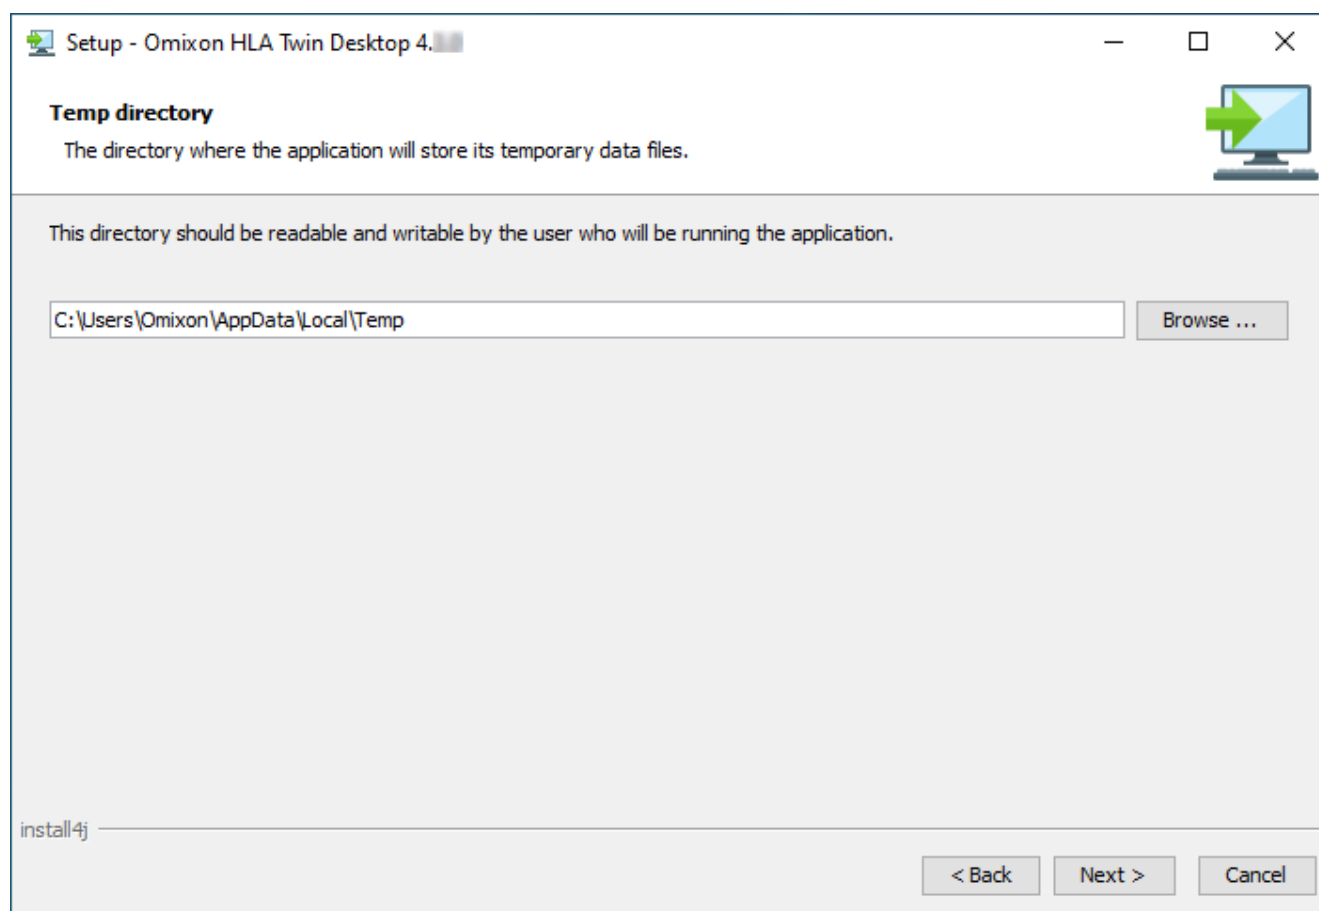 Setup - Omixon HLA Twin Desktop 4.
Temp directory
The directory where the application will store its temporary data files.
This directory should be readable and writable by the user who will be running the application.
C:\Users\Omixon\AppData\Local\Temp
Browse ...
install4j
< Back
Next >
Cancel